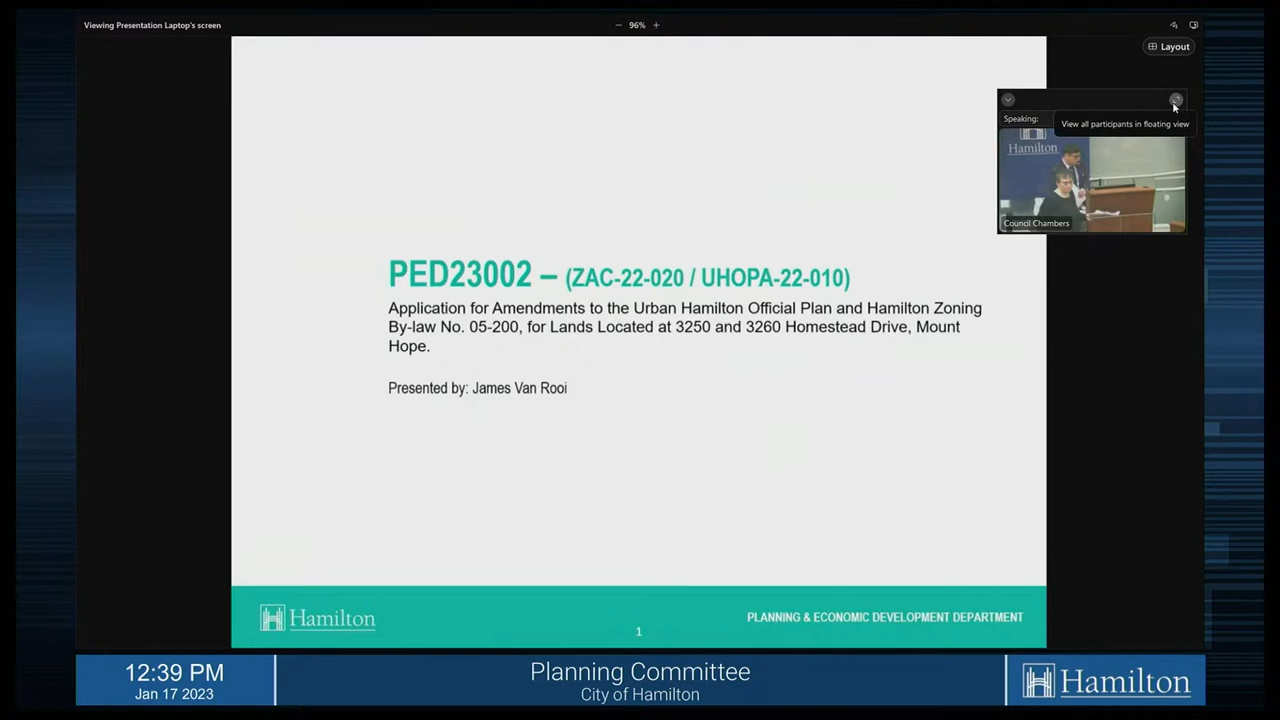 Viewing Presentation Laptop's screen
96%
Layout
Speaking:
View all participants in floating view
Hamilton
Council Chambers
PED23002 – (ZAC-22-020 / UHOPA-22-010)
Application for Amendments to the Urban Hamilton Official Plan and Hamilton Zoning
By-law No. 05-200, for Lands Located at 3250 and 3260 Homestead Drive, Mount
Hope.
Presented by: James Van Rooi
Hamilton
1
PLANNING & ECONOMIC DEVELOPMENT DEPARTMENT
12:39 PM
Jan 17 2023
Planning Committee
City of Hamilton
Hamilton